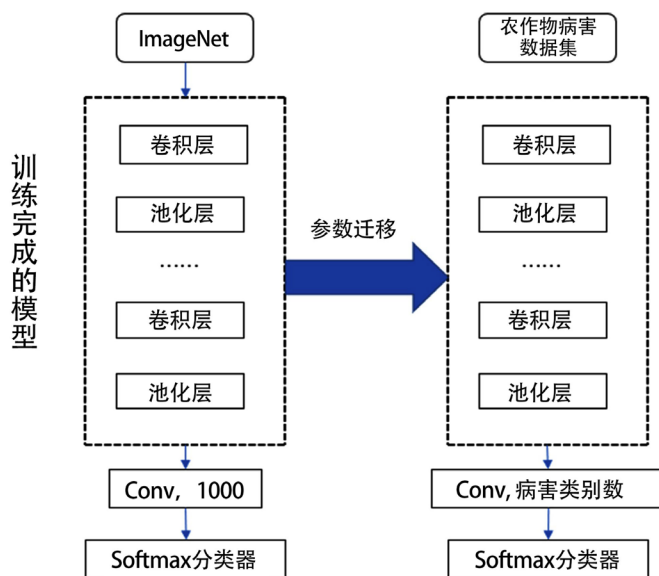 ImageNet
农作物病害
数据集
训练完成的模型
卷积层
池化层
......
卷积层
池化层
参数迁移
卷积层
池化层
......
卷积层
池化层
Conv, 1000
Softmax分类器
Conv, 病害类别数
Softmax分类器